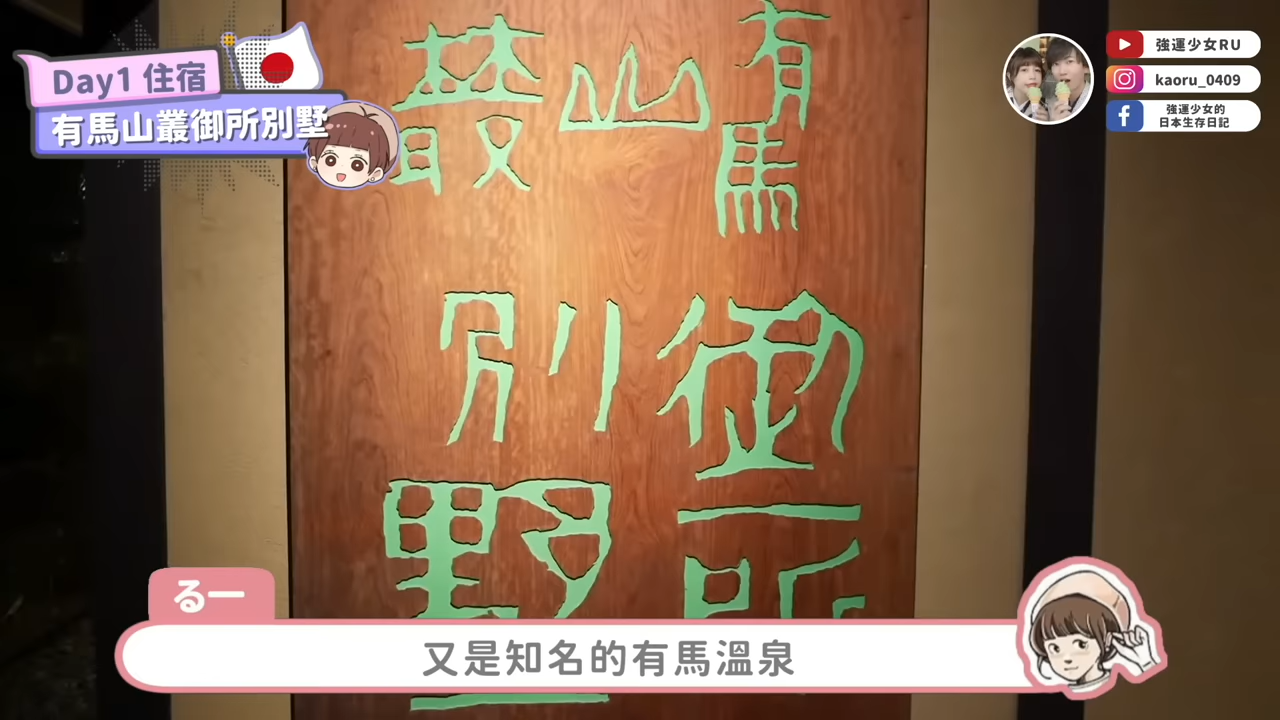 Day1 住宿
有馬山叢御所別墅
強運少女RU
kaoru_0409
強運少女的
日本生存日記
有馬
山
叢
御所
別墅
るー
又是知名的有馬溫泉